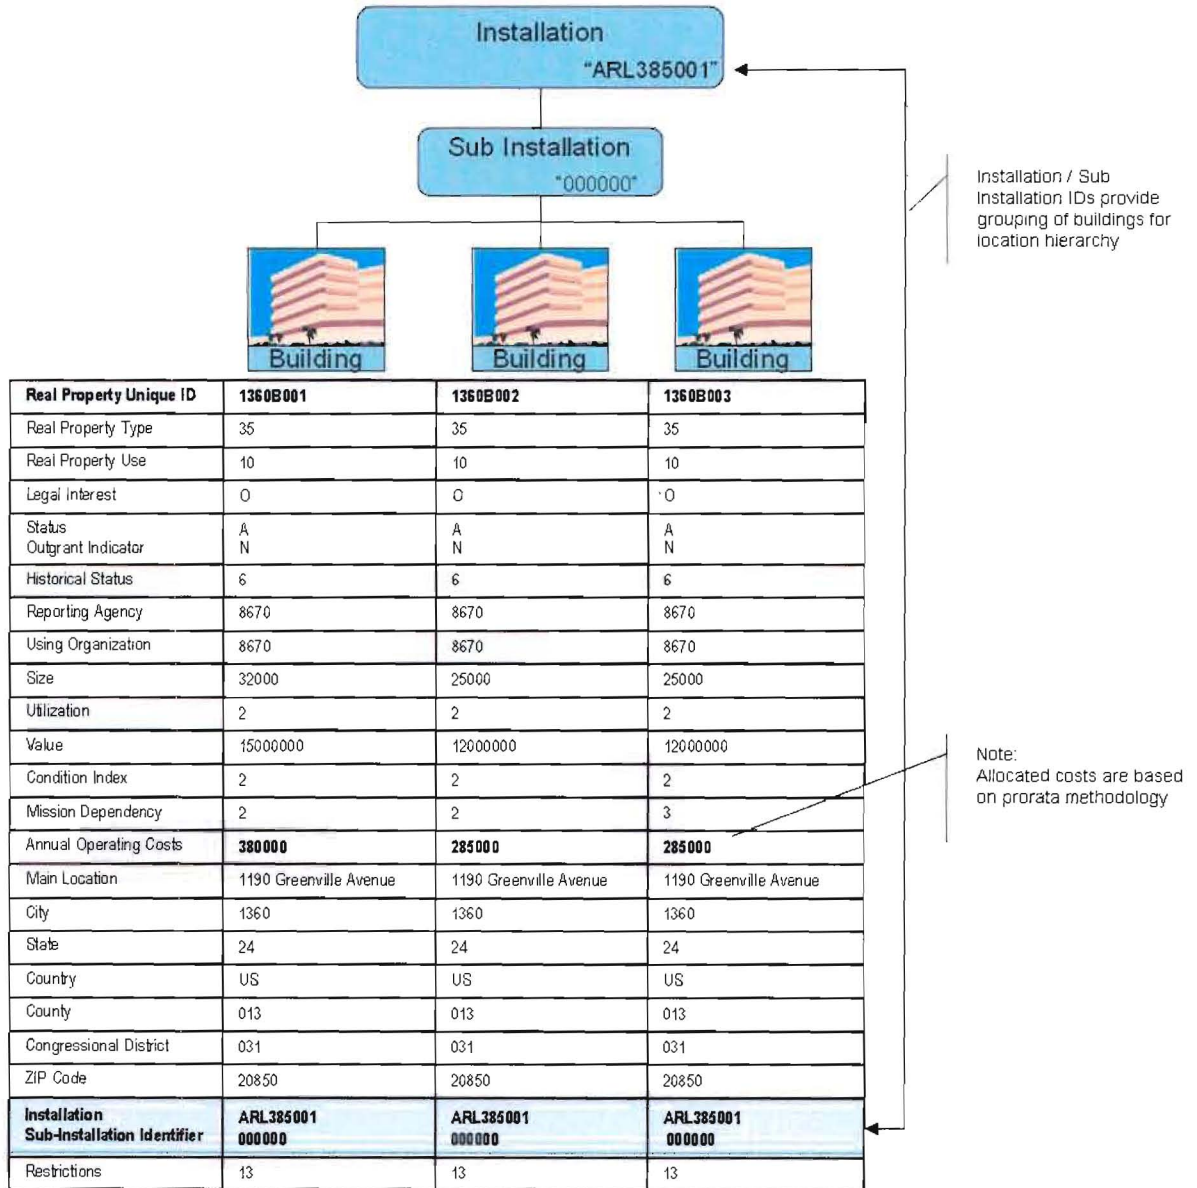 Installation
"ARL385001"
Sub Installation
"000000"
Installation / Sub
Installation IDs provide
grouping of buildings for
location hierarchy
Building Building Building
Real Property Unique ID 1360B001 1360B002 1360B003
Real Property Type 35 35 35
Real Property Use 10 10 10
Legal Interest O O O
Status A A A
Outgrant Indicator N N N
Historical Status 6 6 6
Reporting Agency 8670 8670 8670
Using Organization 8670 8670 8670
Size 32000 25000 25000
Utilization 2 2 2
Value 15000000 12000000 12000000
Condition Index 2 2 2
Mission Dependency 2 2 3
Annual Operating Costs 380000 285000 285000
Note:
Allocated costs are based
on prorata methodology
Main Location 1190 Greenville Avenue 1190 Greenville Avenue 1190 Greenville Avenue
City 1360 1360 1360
State 24 24 24
Country US US US
County 013 013 013
Congressional District 031 031 031
ZIP Code 20850 20850 20850
Installation ARL385001 ARL385001 ARL385001
Sub-Installation Identifier 000000 000000 000000
Restrictions 13 13 13